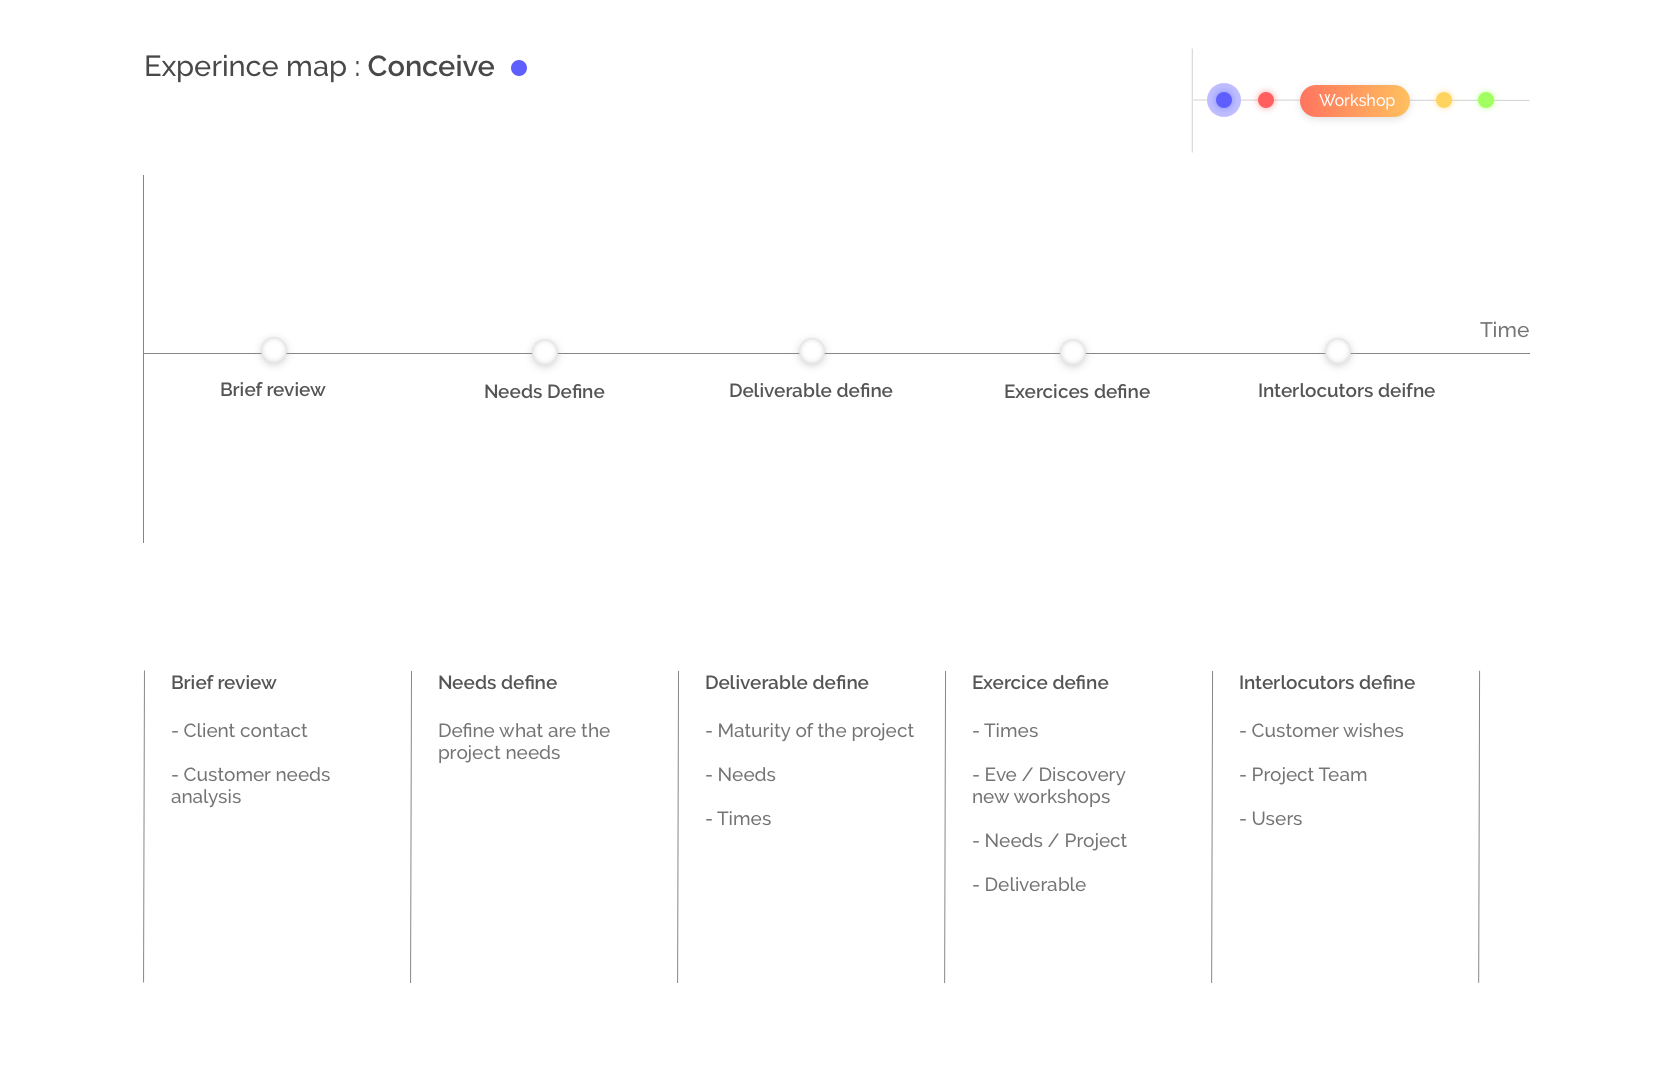 Experince map : Conceive
Workshop
Time
Brief review
Needs Define
Deliverable define
Exercices define
Interlocutors deifne
Brief review
- Client contact
- Customer needs
analysis
Needs define
Define what are the
project needs
Deliverable define
- Maturity of the project
- Needs
- Times
Exercice define
- Times
- Eve / Discovery
new workshops
- Needs / Project
- Deliverable
Interlocutors define
- Customer wishes
- Project Team
- Users